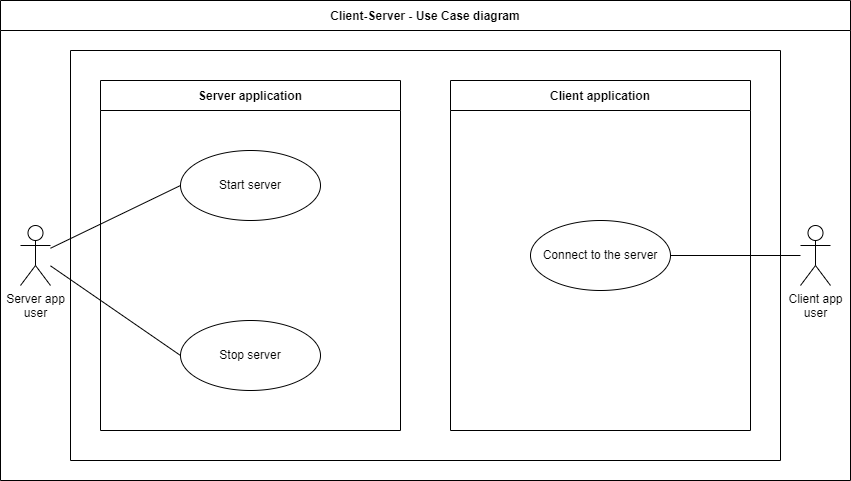 Client-Server - Use Case diagram
Server application
Client application
Start server
Connect to the server
Server app
user
Client app
user
Stop server